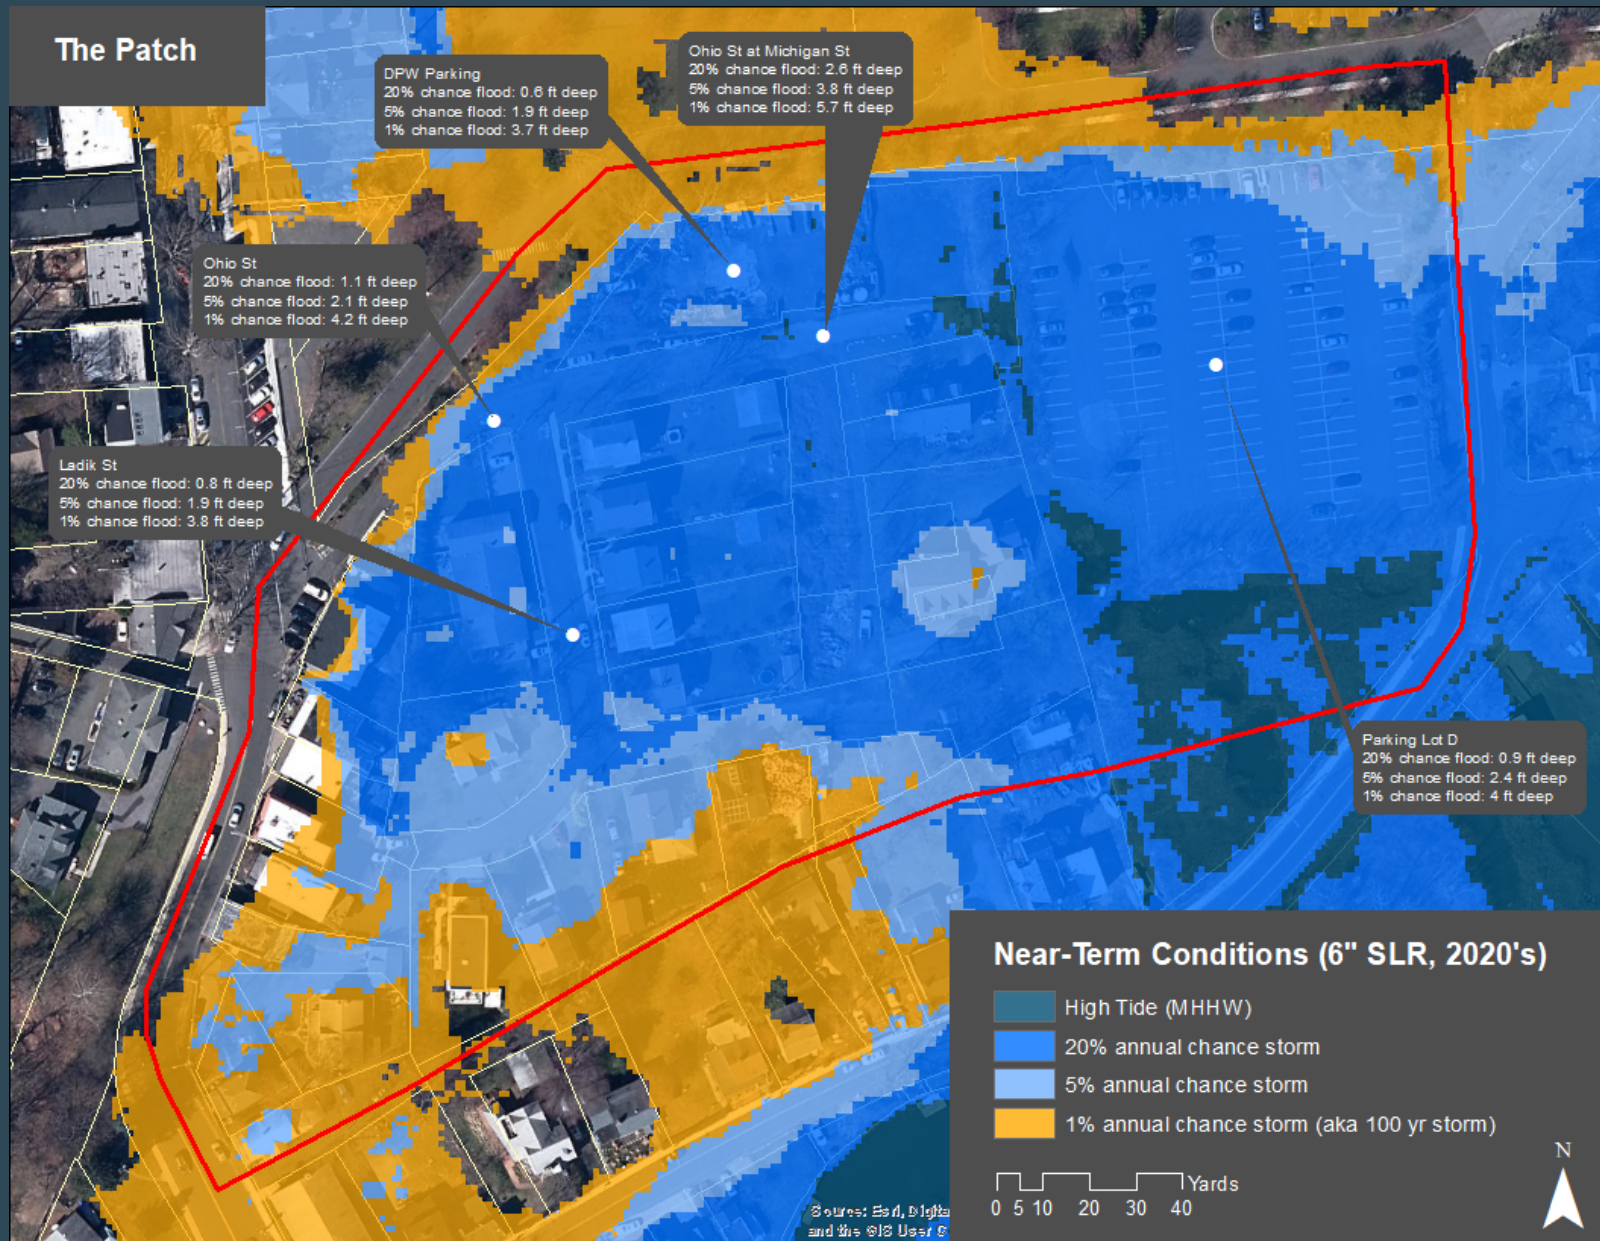 The Patch
DPW Parking
20% chance flood: 0.6 ft deep
5% chance flood: 1.9 ft deep
1% chance flood: 3.7 ft deep
Ohio St at Michigan St
20% chance flood: 2.6 ft deep
5% chance flood: 3.8 ft deep
1% chance flood: 5.7 ft deep
Ohio St
20% chance flood: 1.1 ft deep
5% chance flood: 2.1 ft deep
1% chance flood: 4.2 ft deep
Ladik St
20% chance flood: 0.8 ft deep
5% chance flood: 1.9 ft deep
1% chance flood: 3.8 ft deep
Parking Lot D
20% chance flood: 0.9 ft deep
5% chance flood: 2.4 ft deep
1% chance flood: 4 ft deep
Near-Term Conditions (6" SLR, 2020's)
High Tide (MHHW)
20% annual chance storm
5% annual chance storm
1% annual chance storm (aka 100 yr storm)
Yards
0 5 10 20 30 40
N
Source: Esri, Digita
and the GIS User C